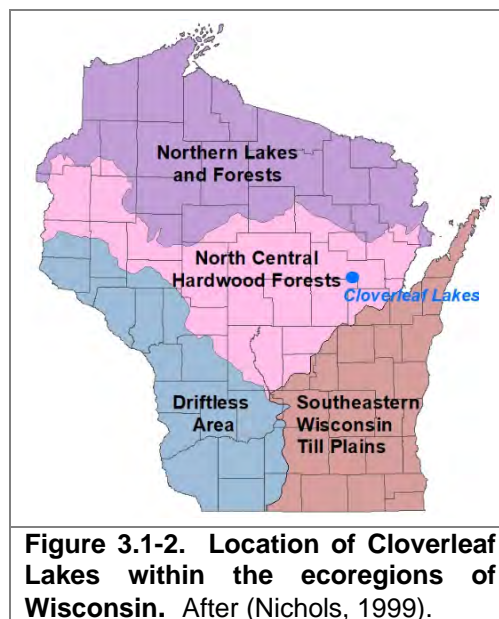 Northern Lakes
and Forests
North Central
Hardwood Forests
Cloverleaf Lakes
Driftless
Area
Southeastern
Wisconsin
Till Plains
Figure 3.1-2. Location of Cloverleaf
Lakes within the ecoregions of
Wisconsin. After (Nichols, 1999).